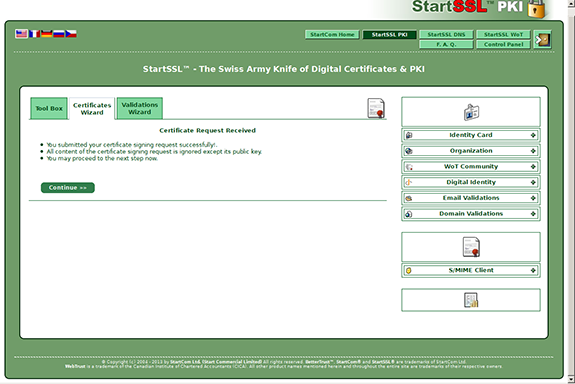 StartSSL™ PKI
StartCom Home
StartSSL PKI
StartSSL DNS
StartSSL WoT
F. A. Q.
Control Panel
StartSSL™ - The Swiss Army Knife of Digital Certificates & PKI
Tool Box
Certificates
Wizard
Validations
Wizard
Certificate Request Received
You submitted your certificate signing request successfully!.
All content of the certificate signing request is ignored except its public key.
You may proceed to the next step now.
Continue >>
Identity Card
Organization
WoT Community
Digital Identity
Email Validations
Domain Validations
S/MIME Client
© Copyright (c) 2004 - 2012 by StartCom Ltd. (Start Commercial Limited) All rights reserved. BetterTrust™, StartCom® and StartSSL® are trademarks of StartCom Ltd.
WebTrust is a trademark of the Canadian Institute of Chartered Accountants (CICA). All other product names mentioned herein and throughout the entire site are trademarks of their respective owners.